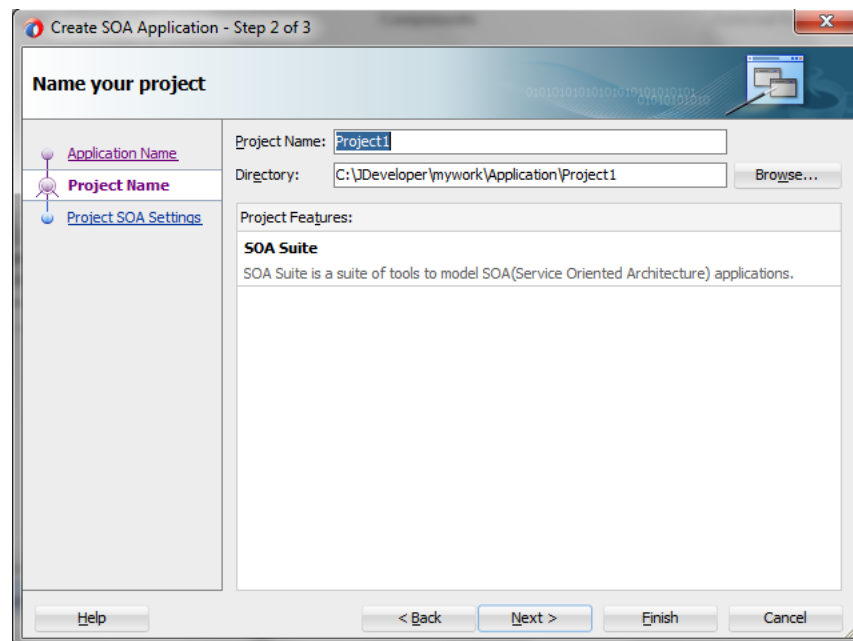 Create SOA Application - Step 2 of 3
Name your project
Application Name
Project Name
Project SOA Settings
Project Name: Project1
Directory: C:\JDeveloper\mywork\Application\Project1 Browse...
Project Features:
SOA Suite
SOA Suite is a suite of tools to model SOA(Service Oriented Architecture) applications.
Help < Back Next > Finish Cancel